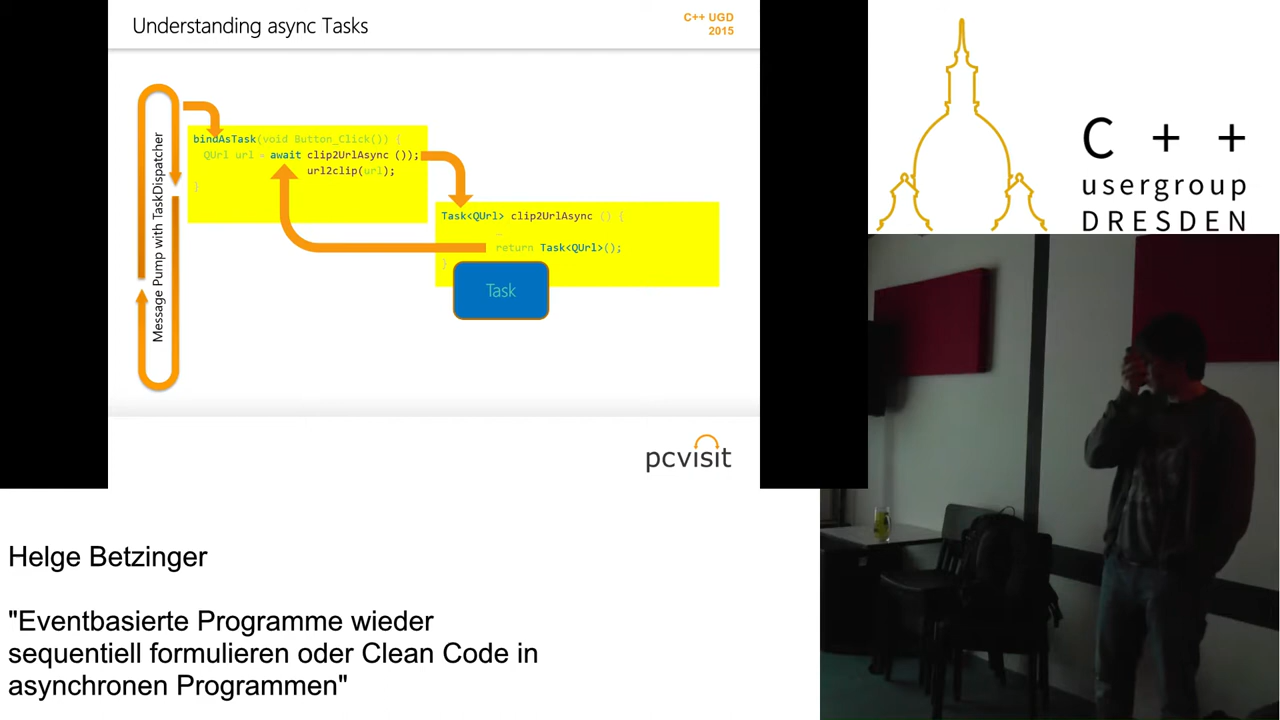 Understanding async Tasks
C++ UGD
2015
Message Pump with TaskDispatcher
bindAsTask(void Button_Click()) {
QUrl url = await clip2UrlAsync ());
url2clip(url);
}
Task<QUrl> clip2UrlAsync () {
…
return Task<QUrl>();
}
Task
pcvisit
C + +
usergroup
DRESDEN
Helge Betzinger
"Eventbasierte Programme wieder
sequentiell formulieren oder Clean Code in
asynchronen Programmen"